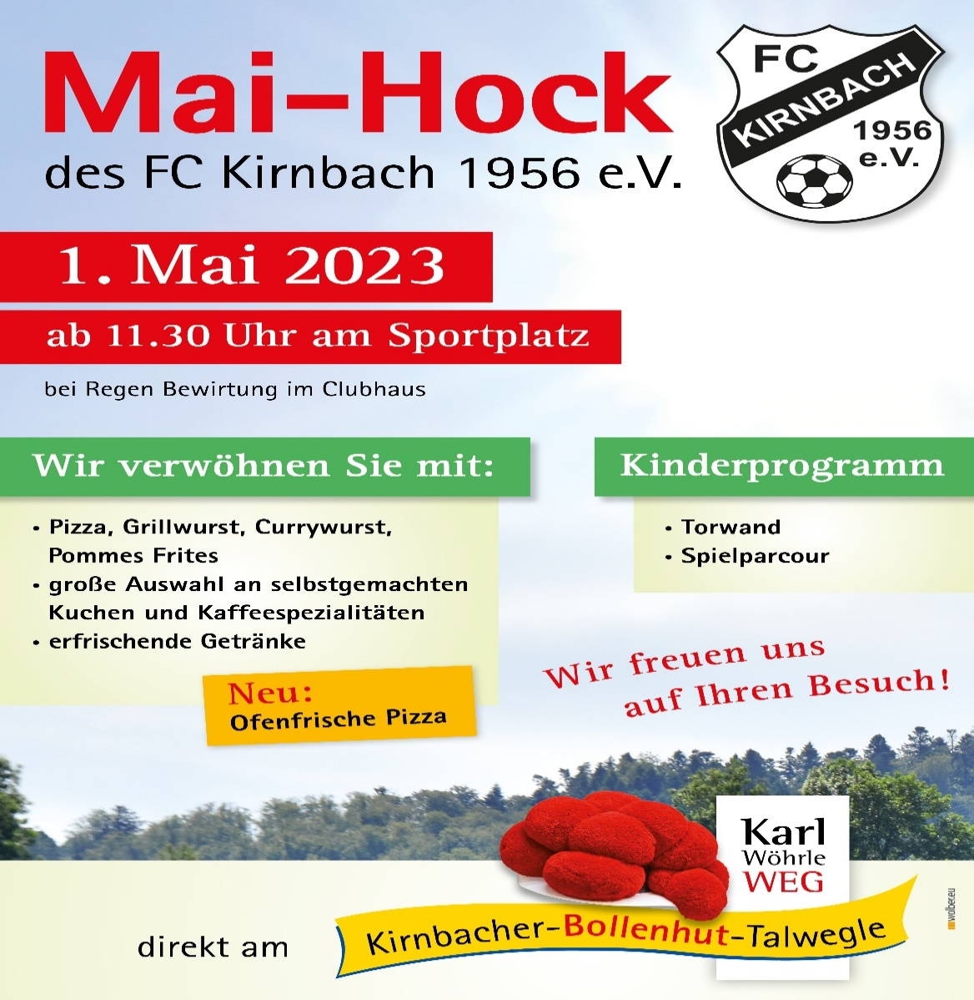 Mai-Hock
des FC Kirnbach 1956 e.V.
FC
KIRNBACH
1956
e.V.
1. Mai 2023
ab 11.30 Uhr am Sportplatz
bei Regen Bewirtung im Clubhaus
Wir verwöhnen Sie mit:
• Pizza, Grillwurst, Currywurst,
Pommes Frites
• große Auswahl an selbstgemachten
Kuchen und Kaffeespezialitäten
• erfrischende Getränke
Neu:
Ofenfrische Pizza
Kinderprogramm
• Torwand
• Spielparcour
Wir freuen uns
auf Ihren Besuch!
Karl
Wöhrle
WEG
direkt am
Kirnbacher-Bollenhut-Talwegle
wolber.eu